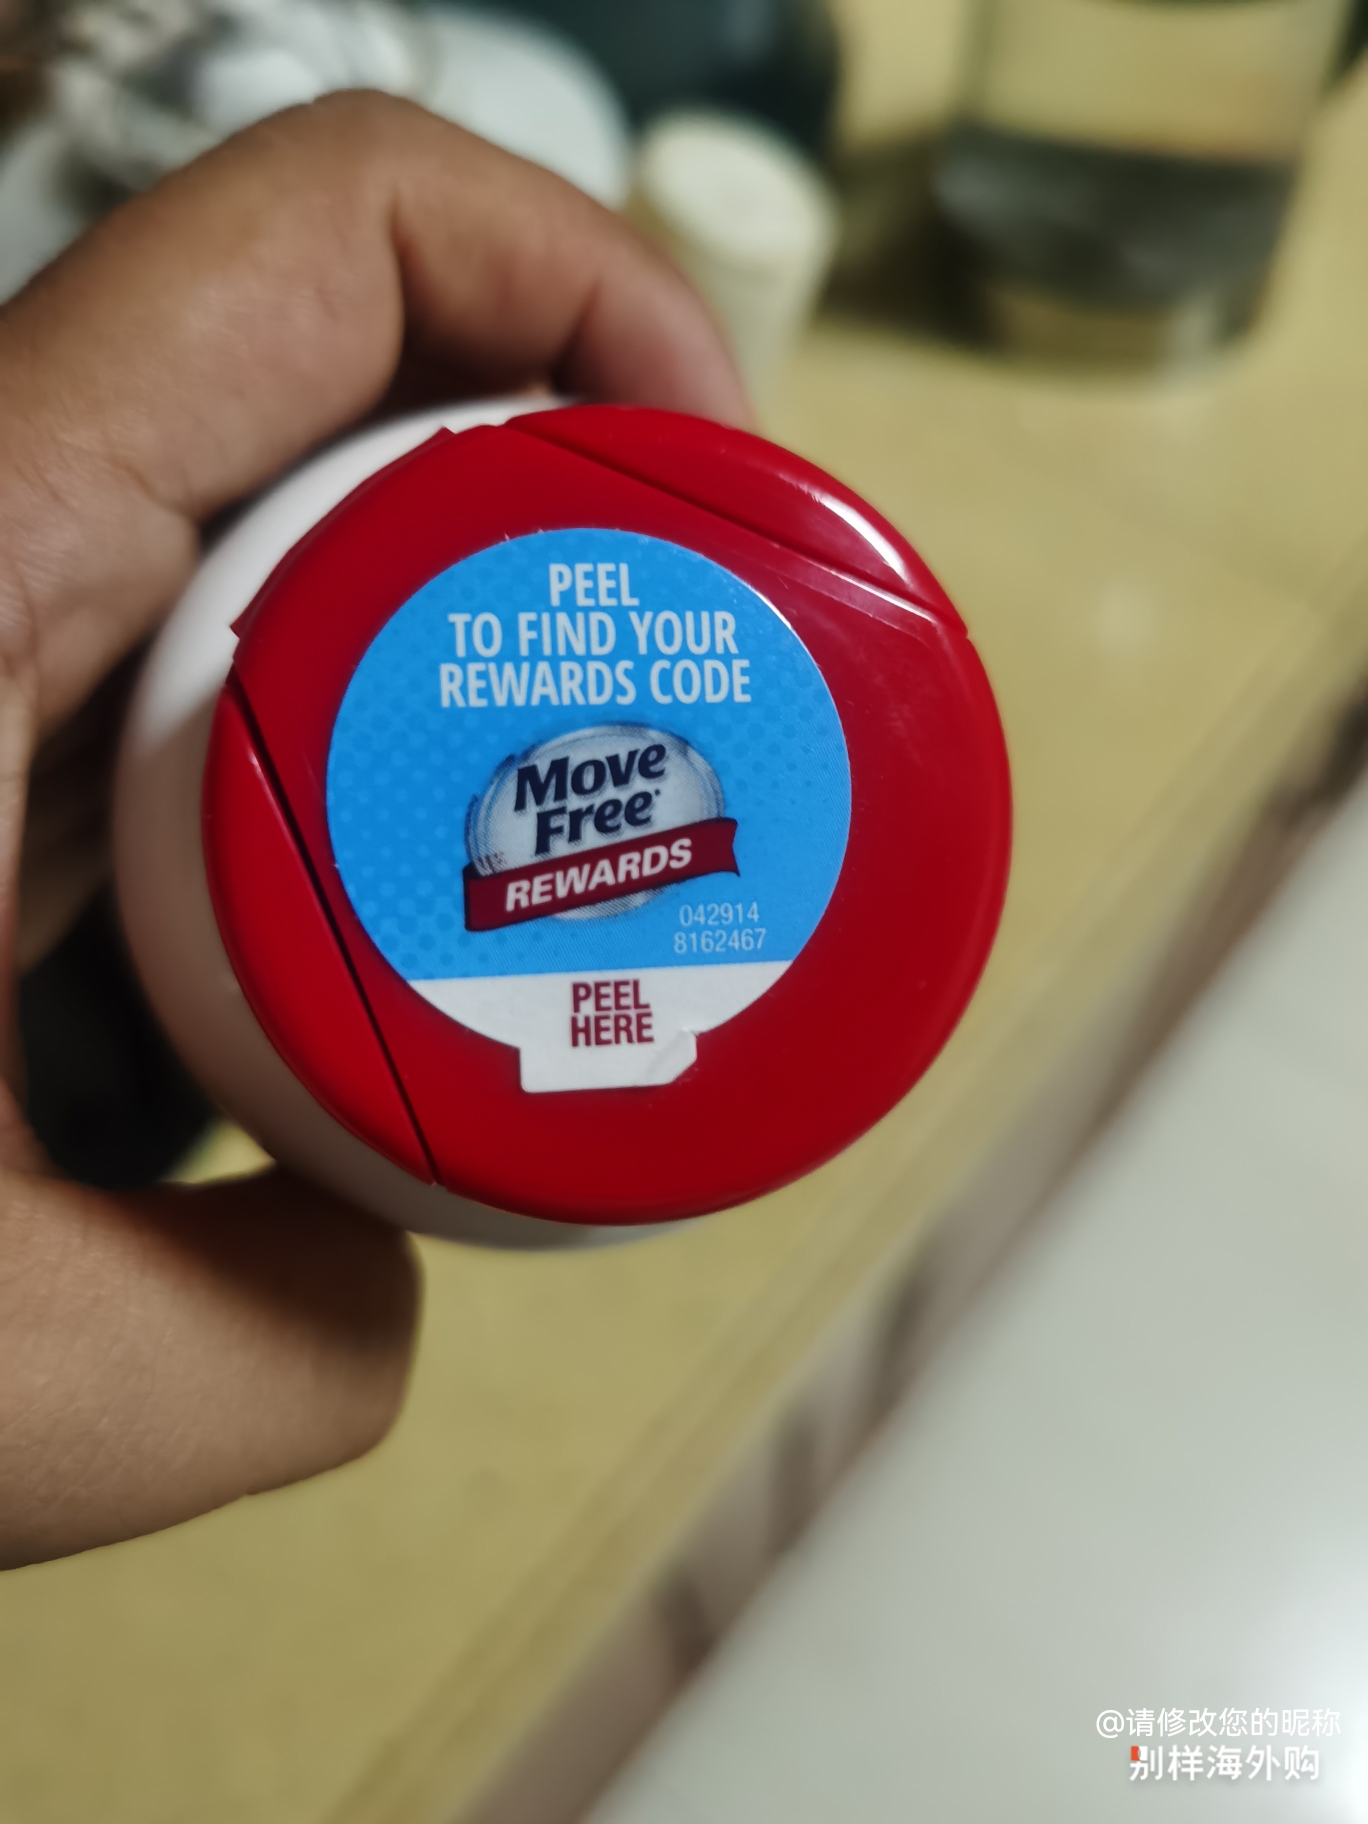 PEEL
TO FIND YOUR
REWARDS CODE
Move
Free
REWARDS
042914
8162467
PEEL
HERE
@请修改您的昵称
别样海外购